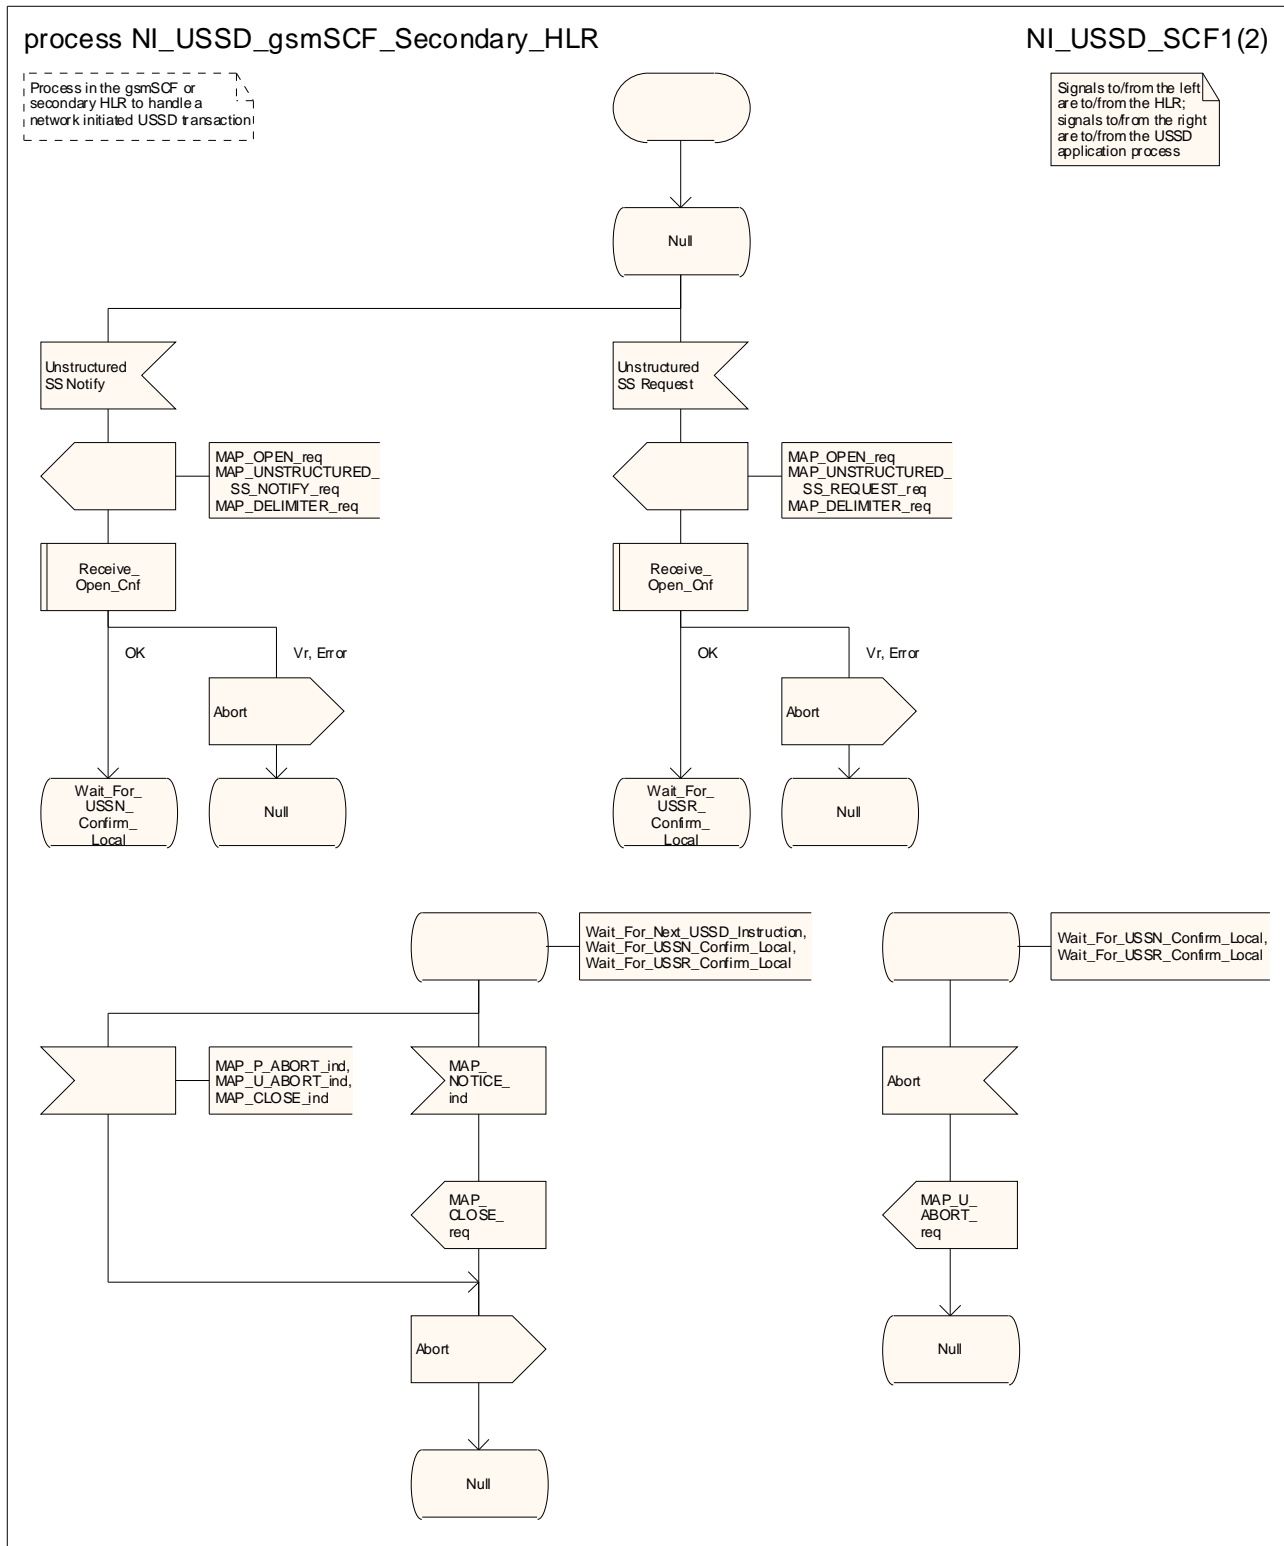 process NI_USSD_gsmSCF_Secondary_HLR
NI_USSD_SCF1(2)
Process in the gsmSCF or
secondary HLR to handle a
network initiated USSD transaction
Signals to/from the left
are to/from the HLR;
signals to/from the right
are to/from the USSD
application process
Null
Unstructured
SS Notify
Unstructured
SS Request
MAP_OPEN_req
MAP_UNSTRUCTURED_
SS_NOTIFY_req
MAP_DELIMITER_req
MAP_OPEN_req
MAP_UNSTRUCTURED_
SS_REQUEST_req
MAP_DELIMITER_req
Receive_
Open_Cnf
Receive_
Open_Cnf
OK
Vr, Error
OK
Vr, Error
Abort
Abort
Wait_For_
USSN_
Confirm_
Local
Null
Wait_For_
USSR_
Confirm_
Local
Null
Wait_For_Next_USSD_Instruction,
Wait_For_USSN_Confirm_Local,
Wait_For_USSR_Confirm_Local
Wait_For_USSN_Confirm_Local,
Wait_For_USSR_Confirm_Local
MAP_P_ABORT_ind,
MAP_U_ABORT_ind,
MAP_CLOSE_ind
MAP_
NOTICE_
ind
Abort
MAP_
CLOSE_
req
MAP_U_
ABORT_
req
Abort
Null
Null